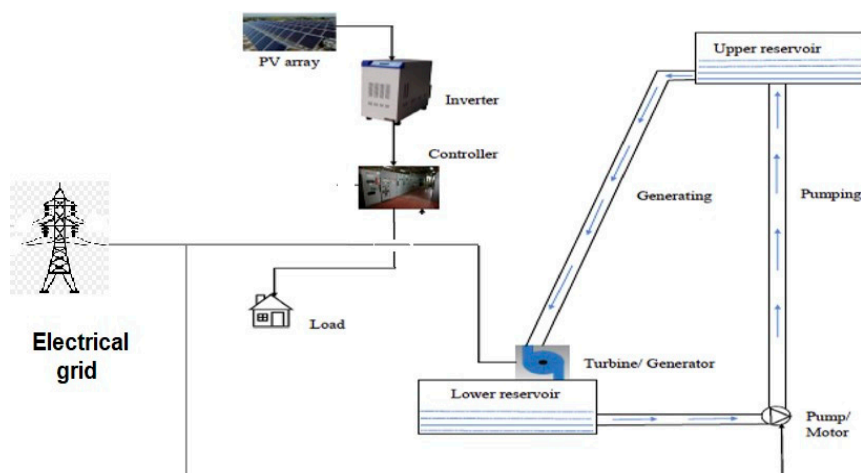 Upper reservoir
PV array
Inverter
Controller
Generating
Pumping
Load
Electrical
grid
Turbine/ Generator
Lower reservoir
Pump/
Motor